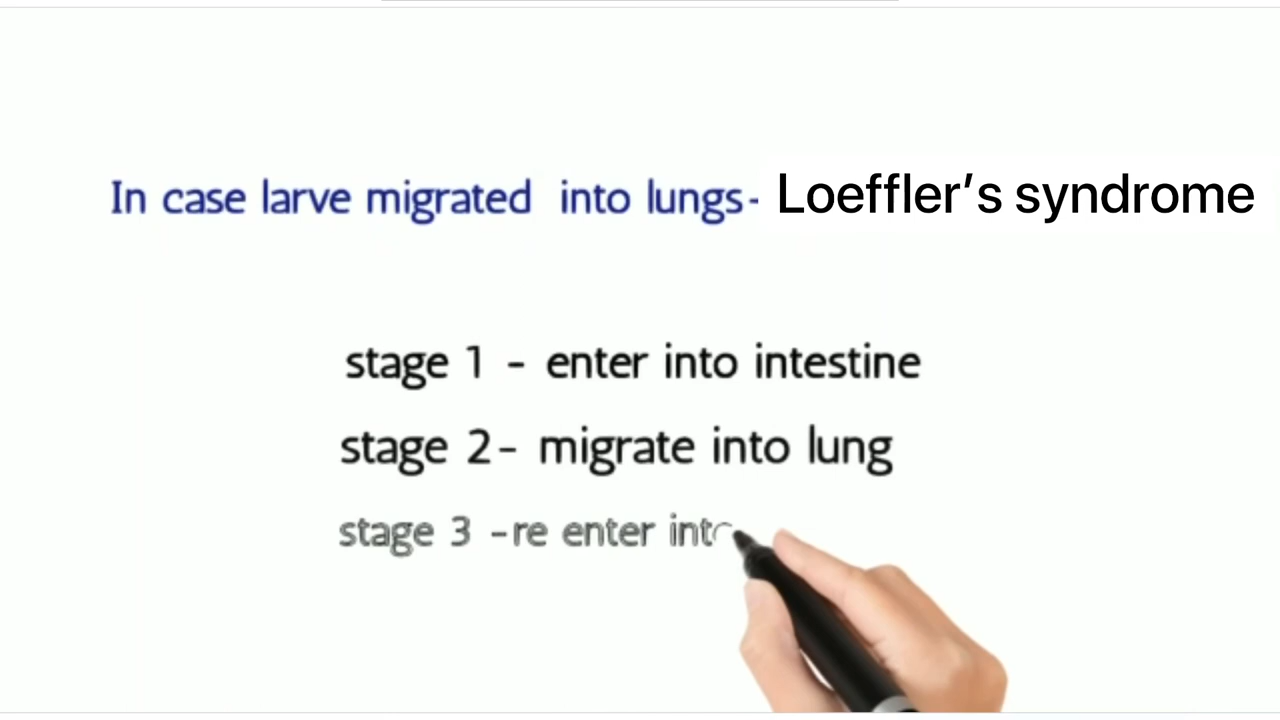 In case larve migrated into lungs- Loeffler’s syndrome
stage 1 - enter into intestine
stage 2- migrate into lung
stage 3 -re enter into